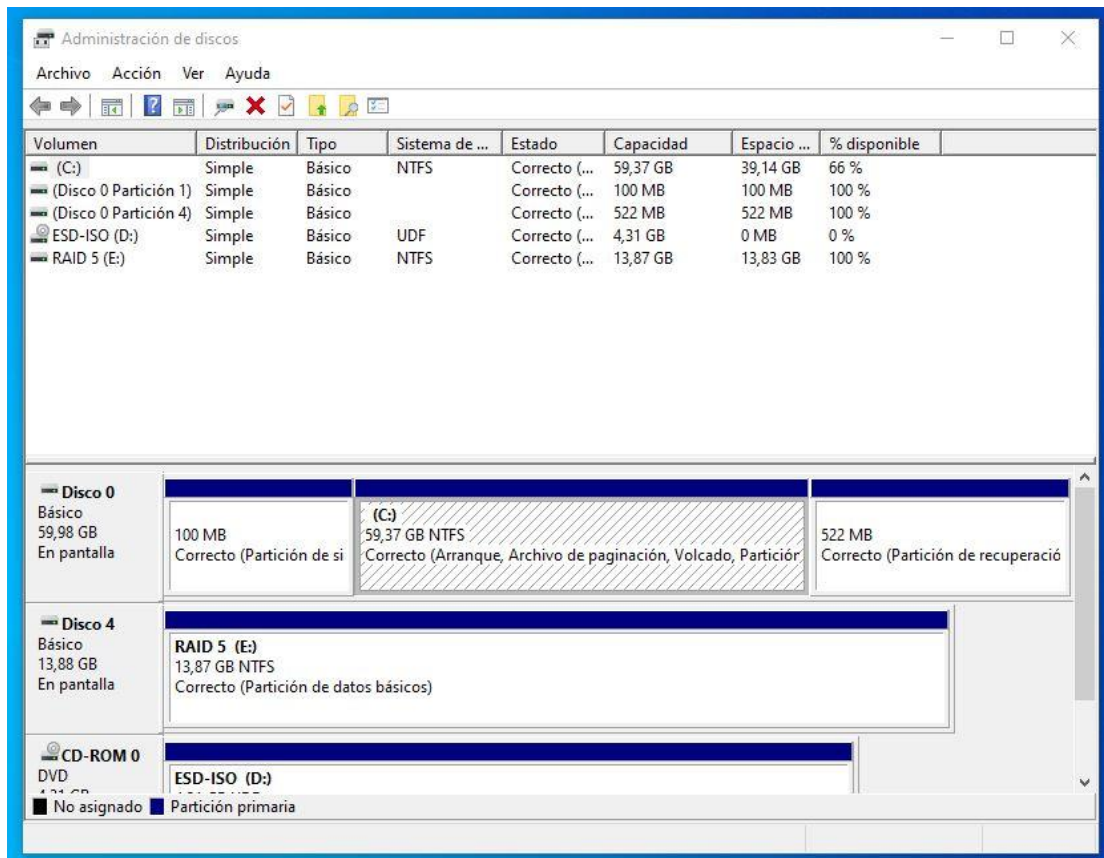 Administración de discos
Archivo Acción Ver Ayuda
Volumen Distribución Tipo Sistema de ... Estado Capacidad Espacio ... % disponible
(C:) Simple Básico NTFS Correcto (... 59,37 GB 39,14 GB 66 %
(Disco 0 Partición 1) Simple Básico Correcto (... 100 MB 100 MB 100 %
(Disco 0 Partición 4) Simple Básico Correcto (... 522 MB 522 MB 100 %
ESD-ISO (D:) Simple Básico UDF Correcto (... 4,31 GB 0 MB 0 %
RAID 5 (E:) Simple Básico NTFS Correcto (... 13,87 GB 13,83 GB 100 %
Disco 0
Básico
59,98 GB
En pantalla
100 MB
Correcto (Partición de si
(C:)
59,37 GB NTFS
Correcto (Arranque, Archivo de paginación, Volcado, Partición
522 MB
Correcto (Partición de recuperació
Disco 4
Básico
13,88 GB
En pantalla
RAID 5 (E:)
13,87 GB NTFS
Correcto (Partición de datos básicos)
CD-ROM 0
DVD
ESD-ISO (D:)
No asignado Partición primaria